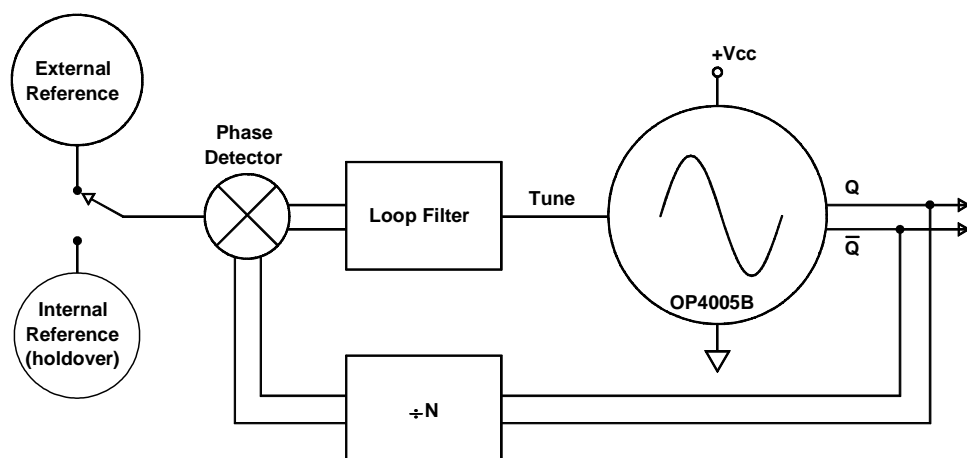 External
Reference
+Vcc
Phase
Detector
Loop Filter
Tune
Q
Q̅
OP4005B
Internal
Reference
(holdover)
÷N